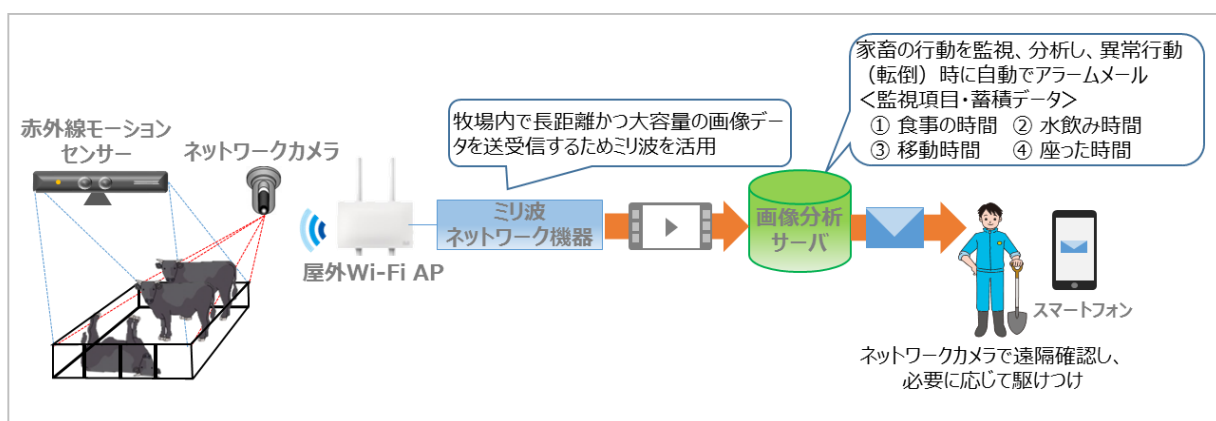 赤外線モーション
センサー
ネットワークカメラ
屋外Wi-Fi AP
牧場内で長距離かつ大容量の画像デー
タを送受信するためミリ波を活用
ミリ波
ネットワーク機器
家畜の行動を監視、分析し、異常行動
（転倒）時に自動でアラームメール
＜監視項目・蓄積データ＞
① 食事の時間 ② 水飲み時間
③ 移動時間 ④ 座った時間
画像分析
サーバ
スマートフォン
ネットワークカメラで遠隔確認し、
必要に応じて駆けつけ